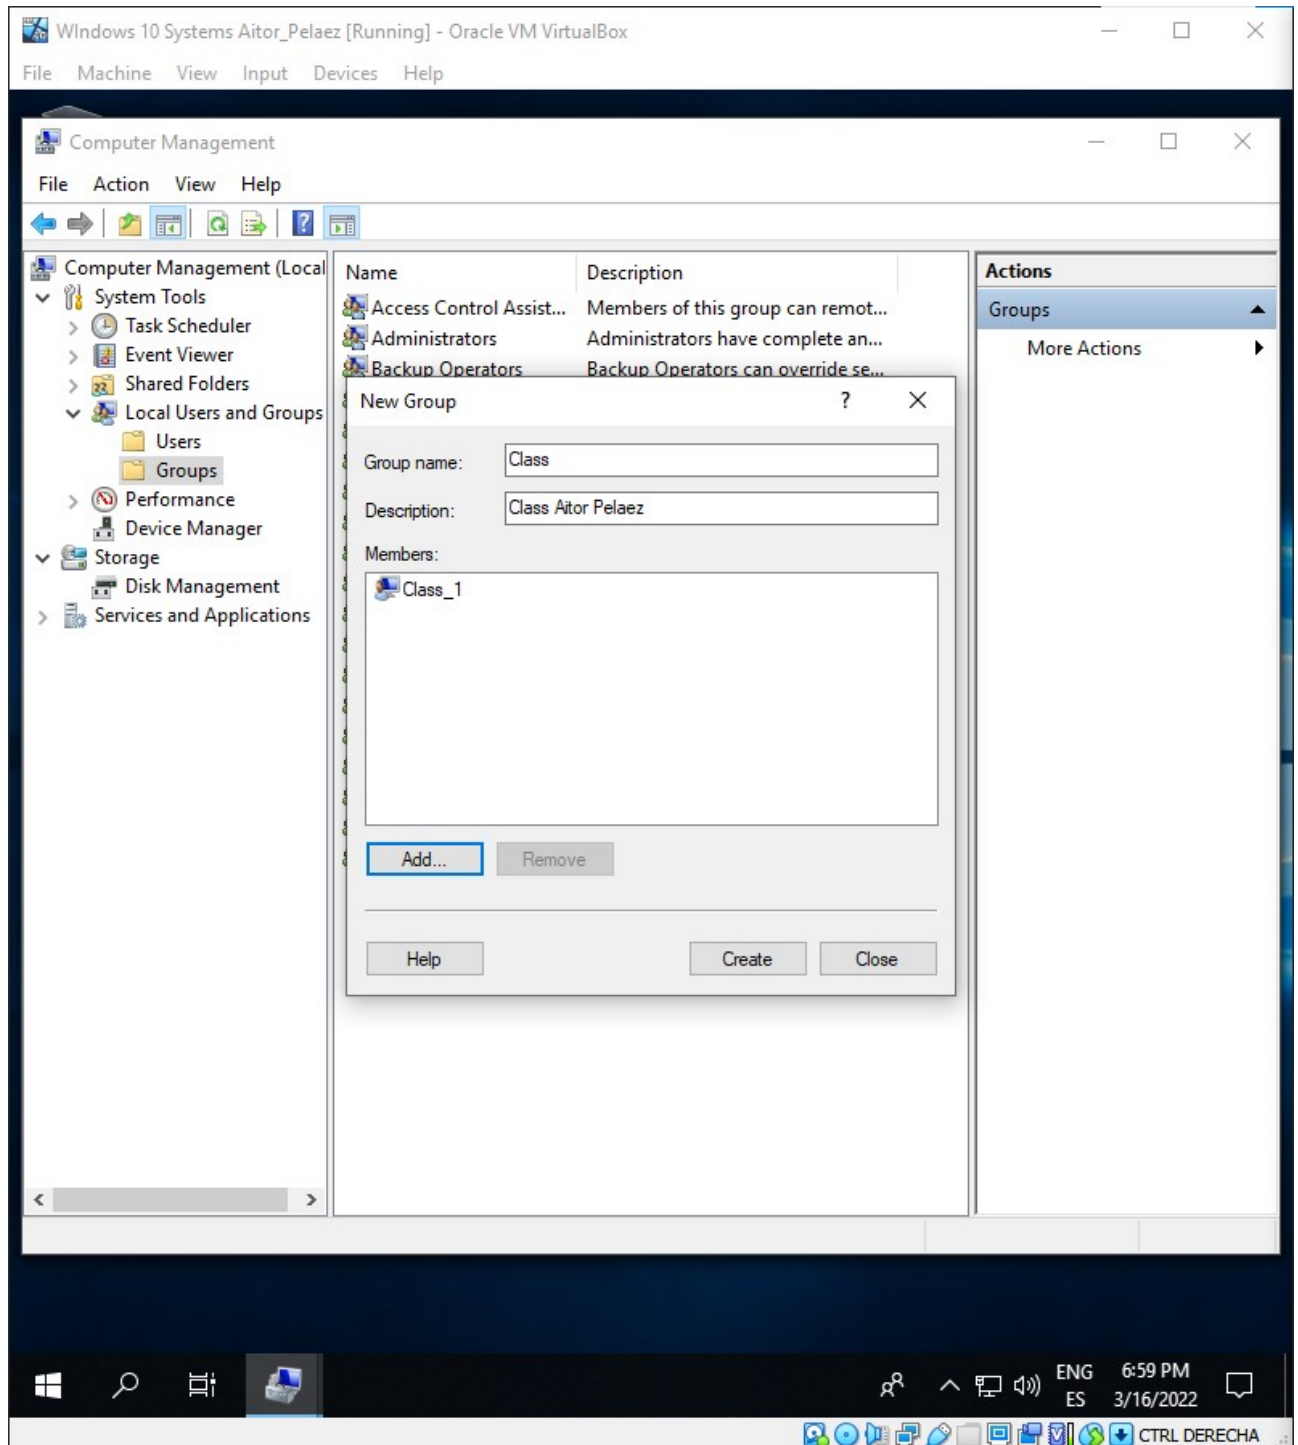 WIndows 10 Systems Aitor_Pelaez [Running] - Oracle VM VirtualBox
File Machine View Input Devices Help
Computer Management
File Action View Help
Computer Management (Local
System Tools
Task Scheduler
Event Viewer
Shared Folders
Local Users and Groups
Users
Groups
Performance
Device Manager
Storage
Disk Management
Services and Applications
Name Description
Access Control Assist... Members of this group can remot...
Administrators Administrators have complete an...
Backup Operators Backup Operators can override se...
Actions
Groups
More Actions
New Group ?
Group name: Class
Description: Class Aitor Pelaez
Members:
Class_1
Add... Remove
Help Create Close
ENG 6:59 PM
ES 3/16/2022
CTRL DERECHA